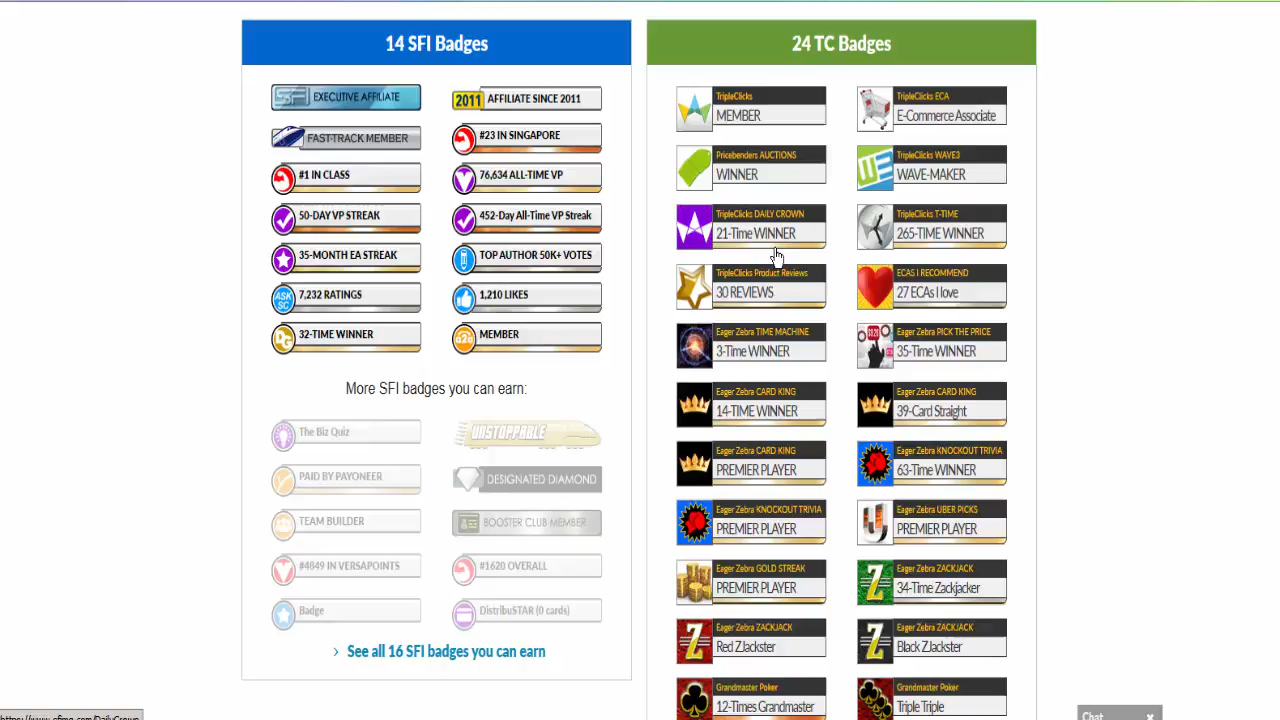 14 SFI Badges
EXECUTIVE AFFILIATE
2011 AFFILIATE SINCE 2011
FAST-TRACK MEMBER
#23 IN SINGAPORE
#1 IN CLASS
76,634 ALL-TIME VP
50-DAY VP STREAK
452-Day All-Time VP Streak
35-MONTH EA STREAK
TOP AUTHOR 50K+ VOTES
ASK SC 7,232 RATINGS
1,210 LIKES
DG 32-TIME WINNER
a2a MEMBER
More SFI badges you can earn:
The Biz Quiz
UNSTOPPABLE
PAID BY PAYONEER
DESIGNATED DIAMOND
TEAM BUILDER
BOOSTER CLUB MEMBER
#4849 IN VERSAPOINTS
#1620 OVERALL
Badge
DistribuSTAR (0 cards)
› See all 16 SFI badges you can earn
24 TC Badges
TripleClicks
MEMBER
TripleClicks ECA
E-Commerce Associate
Pricebenders AUCTIONS
WINNER
TripleClicks WAVE3
WAVE-MAKER
TripleClicks DAILY CROWN
21-Time WINNER
TripleClicks T-TIME
265-TIME WINNER
TripleClicks Product Reviews
30 REVIEWS
ECAS I RECOMMEND
27 ECAs I love
Eager Zebra TIME MACHINE
3-Time WINNER
Eager Zebra PICK THE PRICE
35-Time WINNER
Eager Zebra CARD KING
14-TIME WINNER
Eager Zebra CARD KING
39-Card Straight
Eager Zebra CARD KING
PREMIER PLAYER
Eager Zebra KNOCKOUT TRIVIA
63-Time WINNER
Eager Zebra KNOCKOUT TRIVIA
PREMIER PLAYER
Eager Zebra UBER PICKS
PREMIER PLAYER
Eager Zebra GOLD STREAK
PREMIER PLAYER
Eager Zebra ZACKJACK
34-Time Zackjacker
Eager Zebra ZACKJACK
Red ZJackster
Eager Zebra ZACKJACK
Black ZJackster
Grandmaster Poker
12-Times Grandmaster
Grandmaster Poker
Triple Triple
Chat